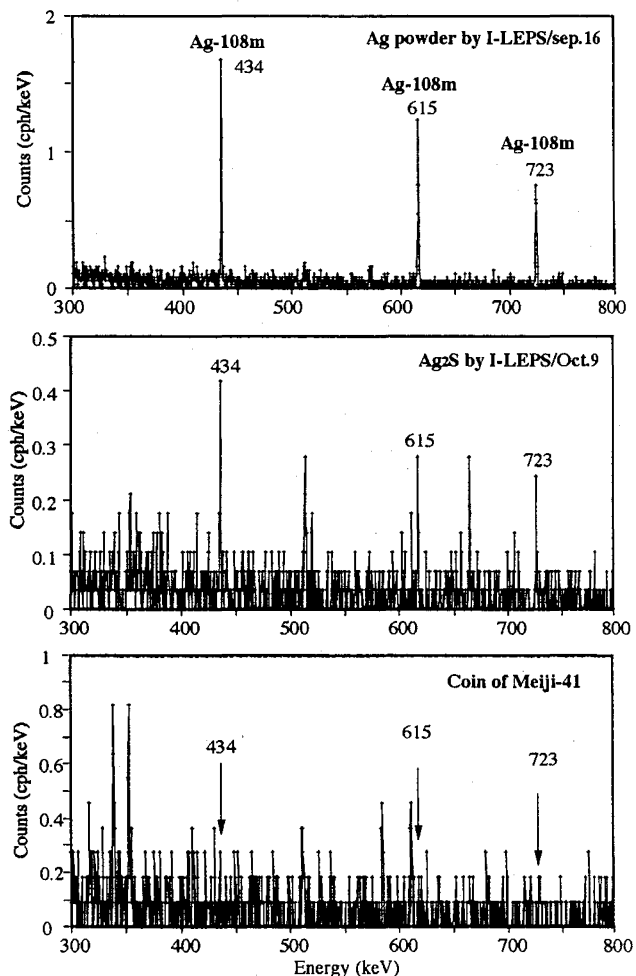 2
Ag powder by I-LEPS/sep.16
Ag-108m
434
Ag-108m
615
Ag-108m
723
Counts (cph/keV)
1
0
300 400 500 600 700 800
0.5
Ag2S by I-LEPS/Oct.9
434
615
723
0.4
0.3
0.2
0.1
0
Counts (cph/keV)
300 400 500 600 700 800
1
Coin of Meiji-41
434
615
723
0.8
0.6
0.4
0.2
0
Counts (cph/keV)
300 400 500 600 700 800
Energy (keV)